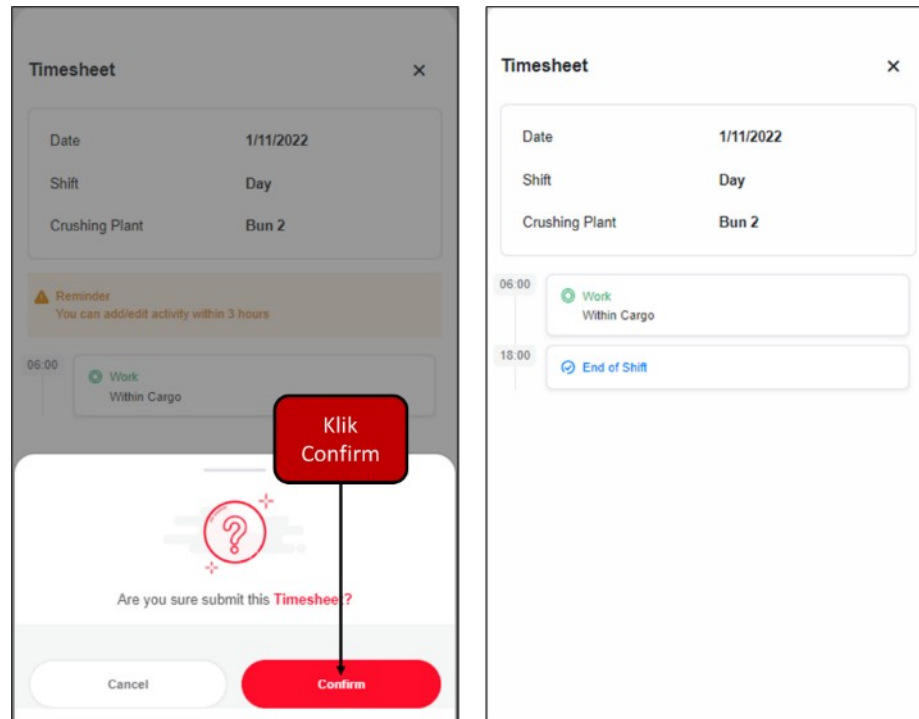 Timesheet
Date 1/11/2022
Shift Day
Crushing Plant Bun 2
Reminder
You can add/edit activity within 3 hours
06:00
Work
Within Cargo
Klik
Confirm
Are you sure submit this Timesheet?
Cancel Confirm
Timesheet
Date 1/11/2022
Shift Day
Crushing Plant Bun 2
06:00
Work
Within Cargo
18:00
End of Shift